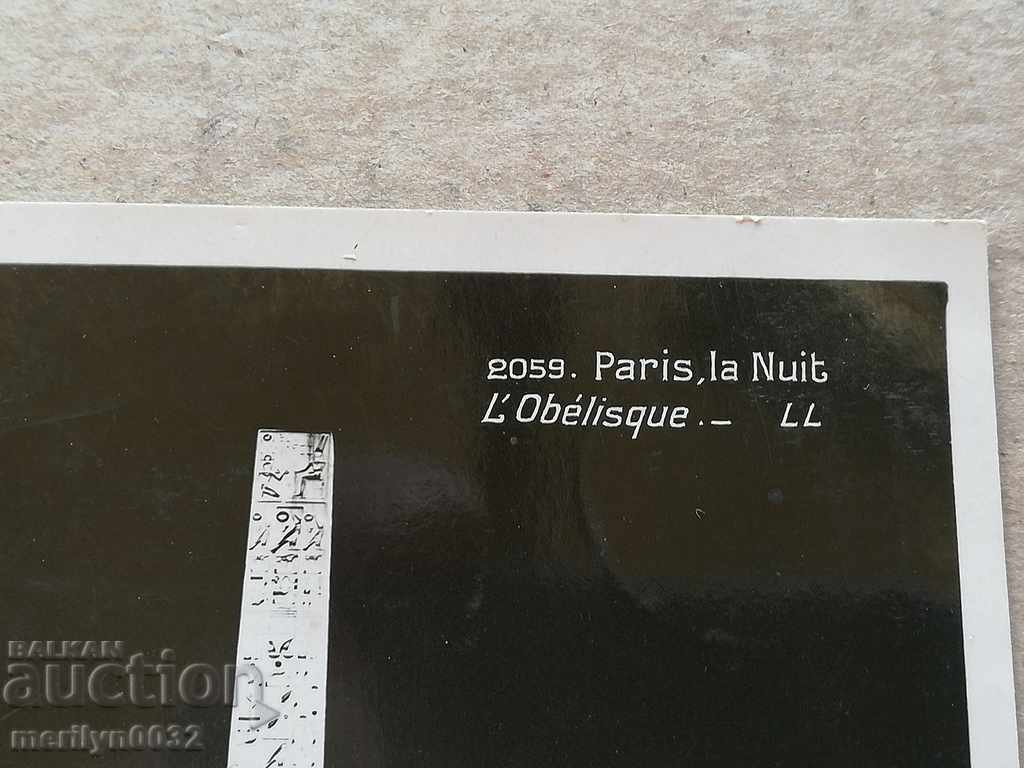 2059. Paris, la Nuit
L'Obélisque. – LL
BALKAN
auction
merilyn0032